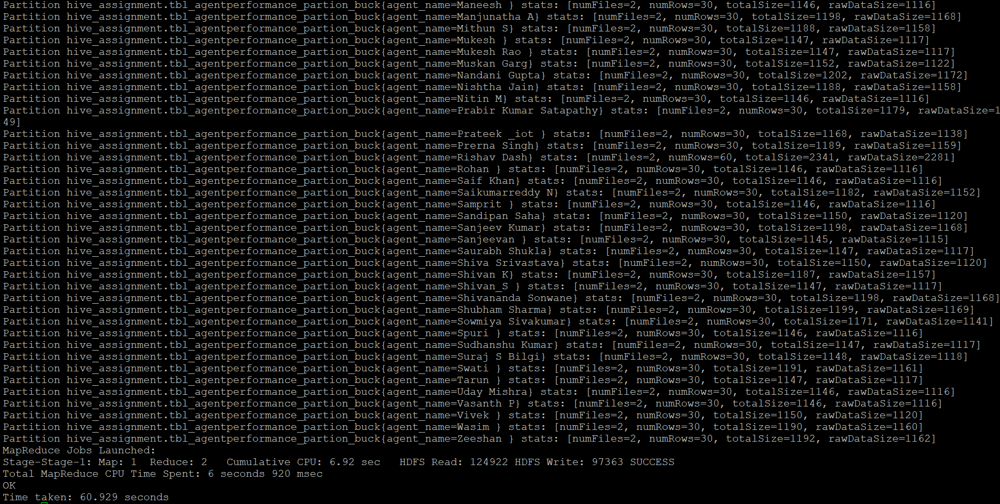 Partition hive_assignment.tbl_agentperformance_partion_buck{agent_name=Maneesh } stats: [numFiles=2, numRows=30, totalSize=1146, rawDataSize=1116]
Partition hive_assignment.tbl_agentperformance_partion_buck{agent_name=Manjunatha A} stats: [numFiles=2, numRows=30, totalSize=1198, rawDataSize=1168]
Partition hive_assignment.tbl_agentperformance_partion_buck{agent_name=Mithun S} stats: [numFiles=2, numRows=30, totalSize=1188, rawDataSize=1158]
Partition hive_assignment.tbl_agentperformance_partion_buck{agent_name=Mukesh } stats: [numFiles=2, numRows=30, totalSize=1147, rawDataSize=1117]
Partition hive_assignment.tbl_agentperformance_partion_buck{agent_name=Mukesh Rao } stats: [numFiles=2, numRows=30, totalSize=1147, rawDataSize=1117]
Partition hive_assignment.tbl_agentperformance_partion_buck{agent_name=Muskan Garg} stats: [numFiles=2, numRows=30, totalSize=1152, rawDataSize=1122]
Partition hive_assignment.tbl_agentperformance_partion_buck{agent_name=Nandani Gupta} stats: [numFiles=2, numRows=30, totalSize=1202, rawDataSize=1172]
Partition hive_assignment.tbl_agentperformance_partion_buck{agent_name=Nishtha Jain} stats: [numFiles=2, numRows=30, totalSize=1188, rawDataSize=1158]
Partition hive_assignment.tbl_agentperformance_partion_buck{agent_name=Nitin M} stats: [numFiles=2, numRows=30, totalSize=1146, rawDataSize=1116]
Partition hive_assignment.tbl_agentperformance_partion_buck{agent_name=Prabir Kumar Satapathy} stats: [numFiles=2, numRows=30, totalSize=1179, rawDataSize=1
49]
Partition hive_assignment.tbl_agentperformance_partion_buck{agent_name=Prateek _iot } stats: [numFiles=2, numRows=30, totalSize=1168, rawDataSize=1138]
Partition hive_assignment.tbl_agentperformance_partion_buck{agent_name=Prerna Singh} stats: [numFiles=2, numRows=30, totalSize=1189, rawDataSize=1159]
Partition hive_assignment.tbl_agentperformance_partion_buck{agent_name=Rishav Dash} stats: [numFiles=2, numRows=60, totalSize=2341, rawDataSize=2281]
Partition hive_assignment.tbl_agentperformance_partion_buck{agent_name=Rohan } stats: [numFiles=2, numRows=30, totalSize=1146, rawDataSize=1116]
Partition hive_assignment.tbl_agentperformance_partion_buck{agent_name=Saif Khan} stats: [numFiles=2, numRows=30, totalSize=1146, rawDataSize=1116]
Partition hive_assignment.tbl_agentperformance_partion_buck{agent_name=Saikumarreddy N} stats: [numFiles=2, numRows=30, totalSize=1182, rawDataSize=1152]
Partition hive_assignment.tbl_agentperformance_partion_buck{agent_name=Samprit } stats: [numFiles=2, numRows=30, totalSize=1146, rawDataSize=1116]
Partition hive_assignment.tbl_agentperformance_partion_buck{agent_name=Sandipan Saha} stats: [numFiles=2, numRows=30, totalSize=1150, rawDataSize=1120]
Partition hive_assignment.tbl_agentperformance_partion_buck{agent_name=Sanjeev Kumar} stats: [numFiles=2, numRows=30, totalSize=1198, rawDataSize=1168]
Partition hive_assignment.tbl_agentperformance_partion_buck{agent_name=Sanjeevan } stats: [numFiles=2, numRows=30, totalSize=1145, rawDataSize=1115]
Partition hive_assignment.tbl_agentperformance_partion_buck{agent_name=Saurabh Shukla} stats: [numFiles=2, numRows=30, totalSize=1147, rawDataSize=1117]
Partition hive_assignment.tbl_agentperformance_partion_buck{agent_name=Shiva Srivastava} stats: [numFiles=2, numRows=30, totalSize=1150, rawDataSize=1120]
Partition hive_assignment.tbl_agentperformance_partion_buck{agent_name=Shivan K} stats: [numFiles=2, numRows=30, totalSize=1187, rawDataSize=1157]
Partition hive_assignment.tbl_agentperformance_partion_buck{agent_name=Shivan_S } stats: [numFiles=2, numRows=30, totalSize=1147, rawDataSize=1117]
Partition hive_assignment.tbl_agentperformance_partion_buck{agent_name=Shivananda Sonwane} stats: [numFiles=2, numRows=30, totalSize=1198, rawDataSize=1168]
Partition hive_assignment.tbl_agentperformance_partion_buck{agent_name=Shubham Sharma} stats: [numFiles=2, numRows=30, totalSize=1199, rawDataSize=1169]
Partition hive_assignment.tbl_agentperformance_partion_buck{agent_name=Sowmiya Sivakumar} stats: [numFiles=2, numRows=30, totalSize=1171, rawDataSize=1141]
Partition hive_assignment.tbl_agentperformance_partion_buck{agent_name=Spuri } stats: [numFiles=2, numRows=30, totalSize=1146, rawDataSize=1116]
Partition hive_assignment.tbl_agentperformance_partion_buck{agent_name=Sudhanshu Kumar} stats: [numFiles=2, numRows=30, totalSize=1147, rawDataSize=1117]
Partition hive_assignment.tbl_agentperformance_partion_buck{agent_name=Suraj S Bilgi} stats: [numFiles=2, numRows=30, totalSize=1148, rawDataSize=1118]
Partition hive_assignment.tbl_agentperformance_partion_buck{agent_name=Swati } stats: [numFiles=2, numRows=30, totalSize=1191, rawDataSize=1161]
Partition hive_assignment.tbl_agentperformance_partion_buck{agent_name=Tarun } stats: [numFiles=2, numRows=30, totalSize=1147, rawDataSize=1117]
Partition hive_assignment.tbl_agentperformance_partion_buck{agent_name=Uday Mishra} stats: [numFiles=2, numRows=30, totalSize=1146, rawDataSize=1116]
Partition hive_assignment.tbl_agentperformance_partion_buck{agent_name=Vasanth P} stats: [numFiles=2, numRows=30, totalSize=1146, rawDataSize=1116]
Partition hive_assignment.tbl_agentperformance_partion_buck{agent_name=Vivek } stats: [numFiles=2, numRows=30, totalSize=1150, rawDataSize=1120]
Partition hive_assignment.tbl_agentperformance_partion_buck{agent_name=Wasim } stats: [numFiles=2, numRows=30, totalSize=1190, rawDataSize=1160]
Partition hive_assignment.tbl_agentperformance_partion_buck{agent_name=Zeeshan } stats: [numFiles=2, numRows=30, totalSize=1192, rawDataSize=1162]
MapReduce Jobs Launched:
Stage-Stage-1: Map: 1  Reduce: 2   Cumulative CPU: 6.92 sec   HDFS Read: 124922 HDFS Write: 97363 SUCCESS
Total MapReduce CPU Time Spent: 6 seconds 920 msec
OK
Time taken: 60.929 seconds